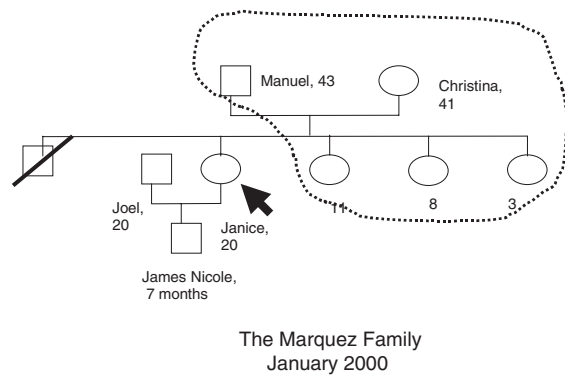 Manuel, 43
Christina,
41
Joel,
20
Janice,
20
11
8
3
James Nicole,
7 months
The Marquez Family
January 2000